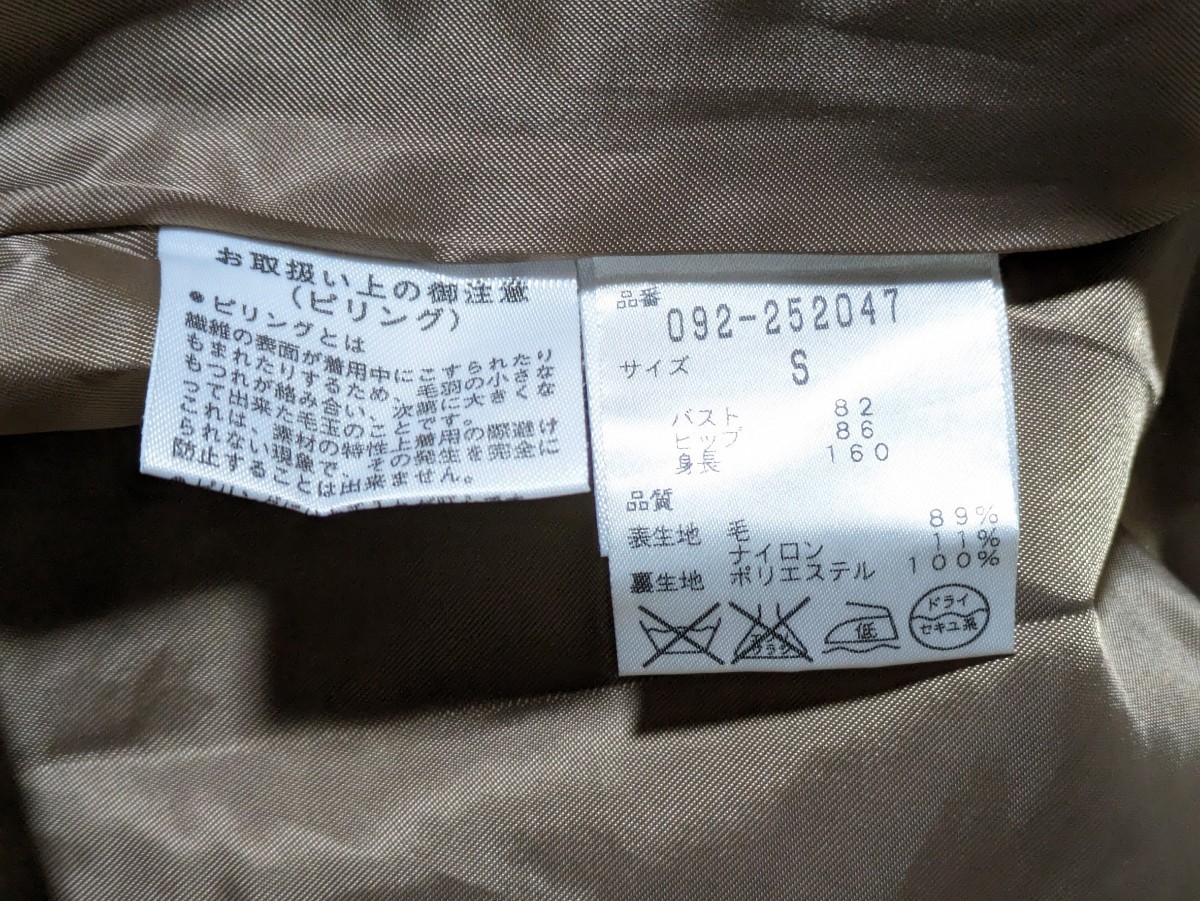 お取扱い上の御注意
（ピリング）
●ピリングとは
繊維の表面が着用中にこすられたり
もまれたりするため、毛羽の小さな
もつれが絡み合い、次第に大きくな
って出来た毛玉のことです。
これは、素材の特性上着用の際避け
られない現象で、その発生を完全に
防止することは出来ません。
品番
092-252047
サイズ S
バスト 82
ヒップ 86
身長 160
品質
表生地 毛 89%
ナイロン 11%
裏生地 ポリエステル 100%
エンソ
サラシ
低
ドライ
セキユ系